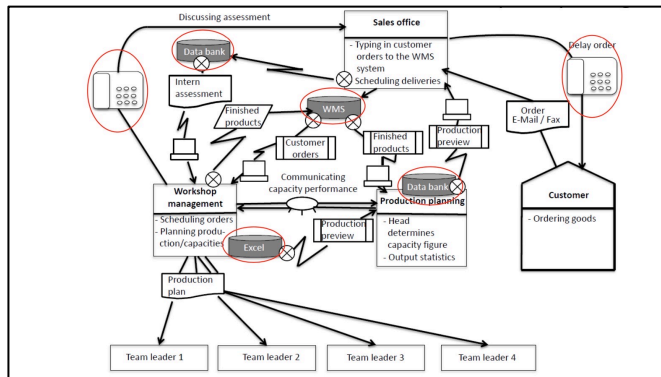 Discussing assessment
Sales office
- Typing in customer
orders to the WMS
system
- Scheduling deliveries
Data bank
Delay order
Intern
assessment
Finished
products
WMS
Order
E-Mail / Fax
Customer
orders
Finished
products
Production
preview
Communicating
capacity performance
Data bank
Workshop
management
- Scheduling orders
- Planning produ-
ction/capacities
Production planning
- Head
determines
capacity figure
- Output statistics
Customer
- Ordering goods
Excel
Production
preview
Production
plan
Team leader 1
Team leader 2
Team leader 3
Team leader 4